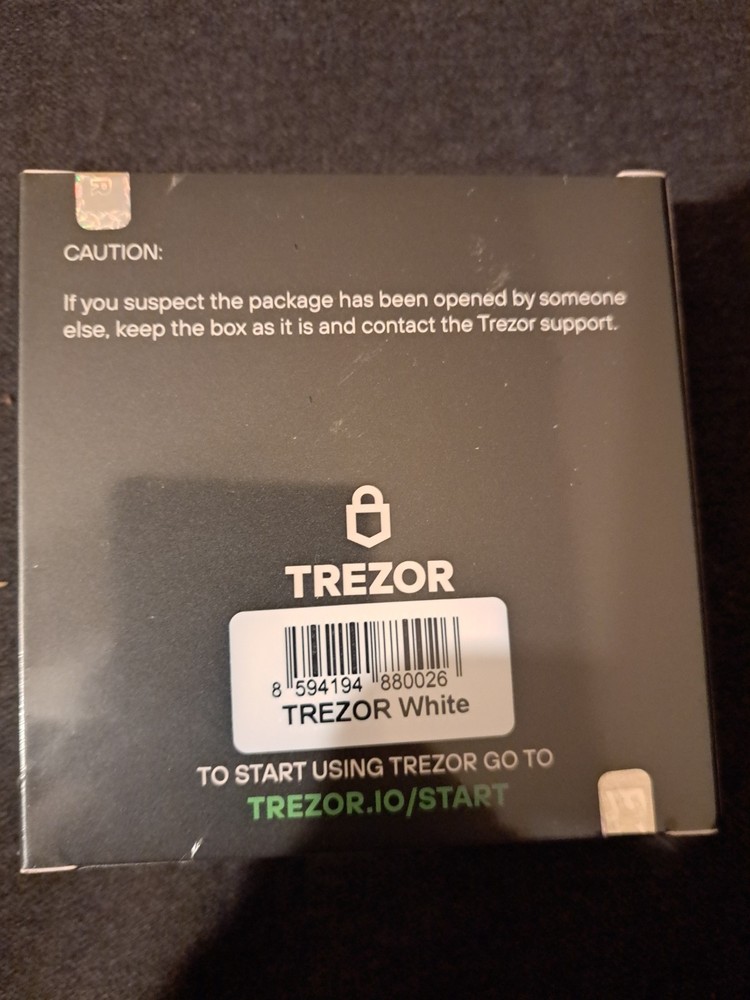 CAUTION:
If you suspect the package has been opened by someone
else, keep the box as it is and contact the Trezor support.
TREZOR
8 594194 880026
TREZOR White
TO START USING TREZOR GO TO
TREZOR.IO/START